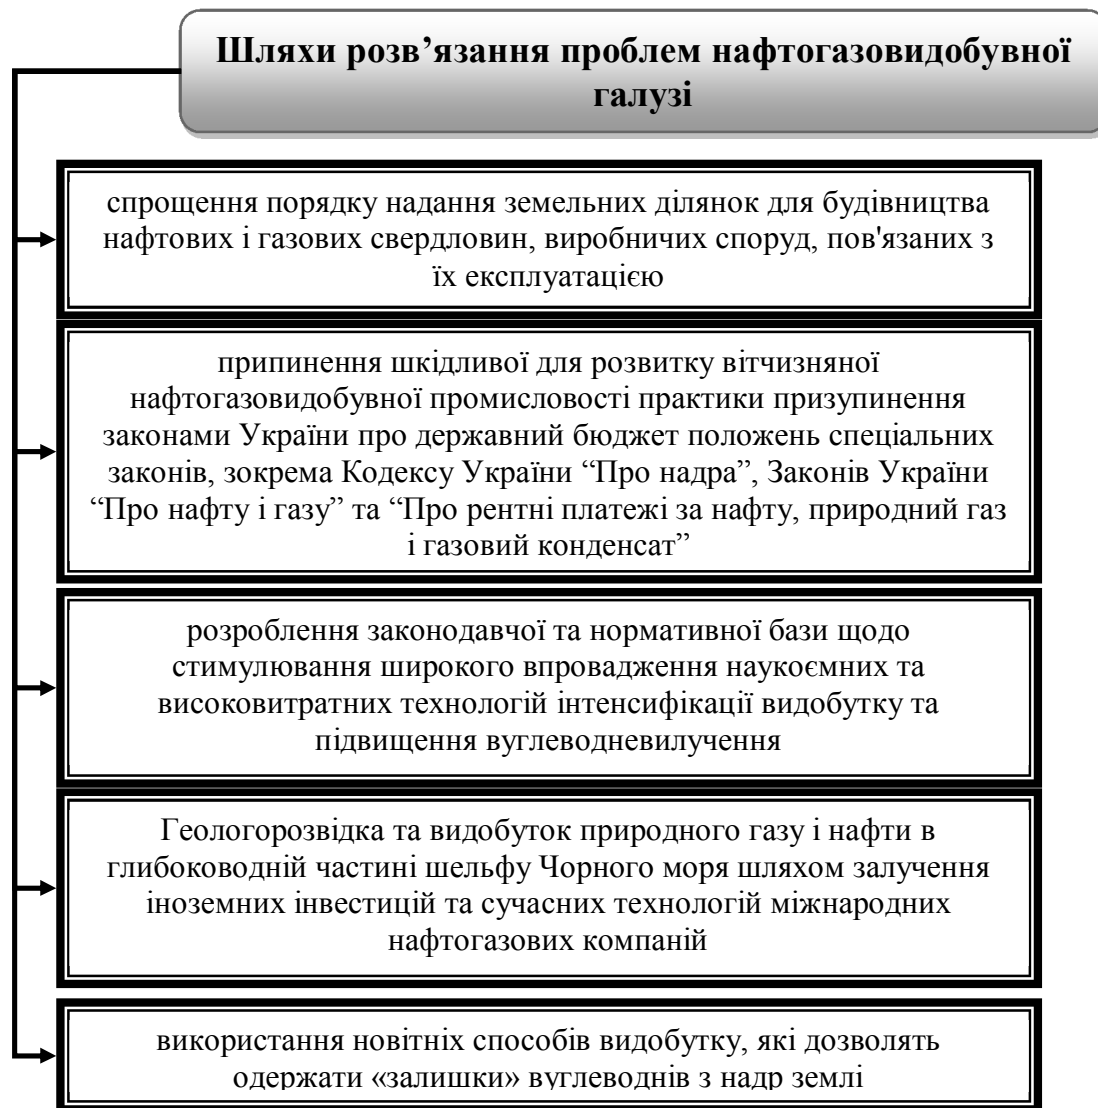 Шляхи розв’язання проблем нафтогазовидобувної
галузі
спрощення порядку надання земельних ділянок для будівництва
нафтових і газових свердловин, виробничих споруд, пов'язаних з
їх експлуатацією
припинення шкідливої для розвитку вітчизняної
нафтогазовидобувної промисловості практики призупинення
законами України про державний бюджет положень спеціальних
законів, зокрема Кодексу України “Про надра”, Законів України
“Про нафту і газу” та “Про рентні платежі за нафту, природний газ
і газовий конденсат”
розроблення законодавчої та нормативної бази щодо
стимулювання широкого впровадження наукоємних та
високовитратних технологій інтенсифікації видобутку та
підвищення вуглеводневилучення
Геологорозвідка та видобуток природного газу і нафти в
глибоководній частині шельфу Чорного моря шляхом залучення
іноземних інвестицій та сучасних технологій міжнародних
нафтогазових компаній
використання новітніх способів видобутку, які дозволять
одержати «залишки» вуглеводнів з надр землі